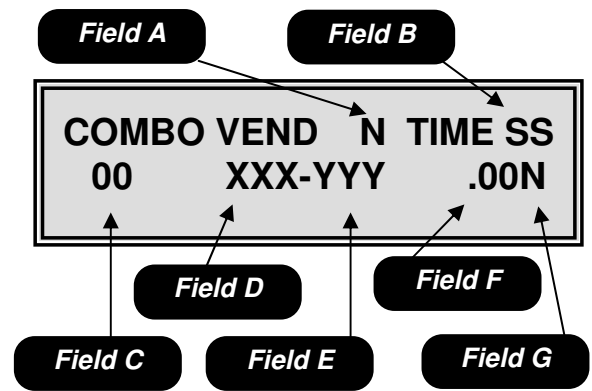 Field A Field B
COMBO VEND N TIME SS
00 XXX-YYY .00N
Field D Field F
Field C Field E Field G